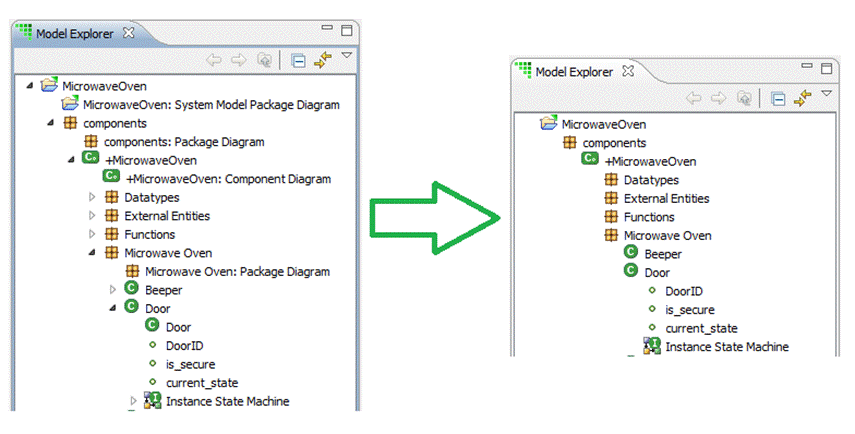 Model Explorer
MicrowaveOven
MicrowaveOven: System Model Package Diagram
components
components: Package Diagram
+MicrowaveOven
+MicrowaveOven: Component Diagram
Datatypes
External Entities
Functions
Microwave Oven
Microwave Oven: Package Diagram
Beeper
Door
Door
DoorID
is_secure
current_state
Instance State Machine
Model Explorer
MicrowaveOven
components
+MicrowaveOven
Datatypes
External Entities
Functions
Microwave Oven
Beeper
Door
DoorID
is_secure
current_state
Instance State Machine